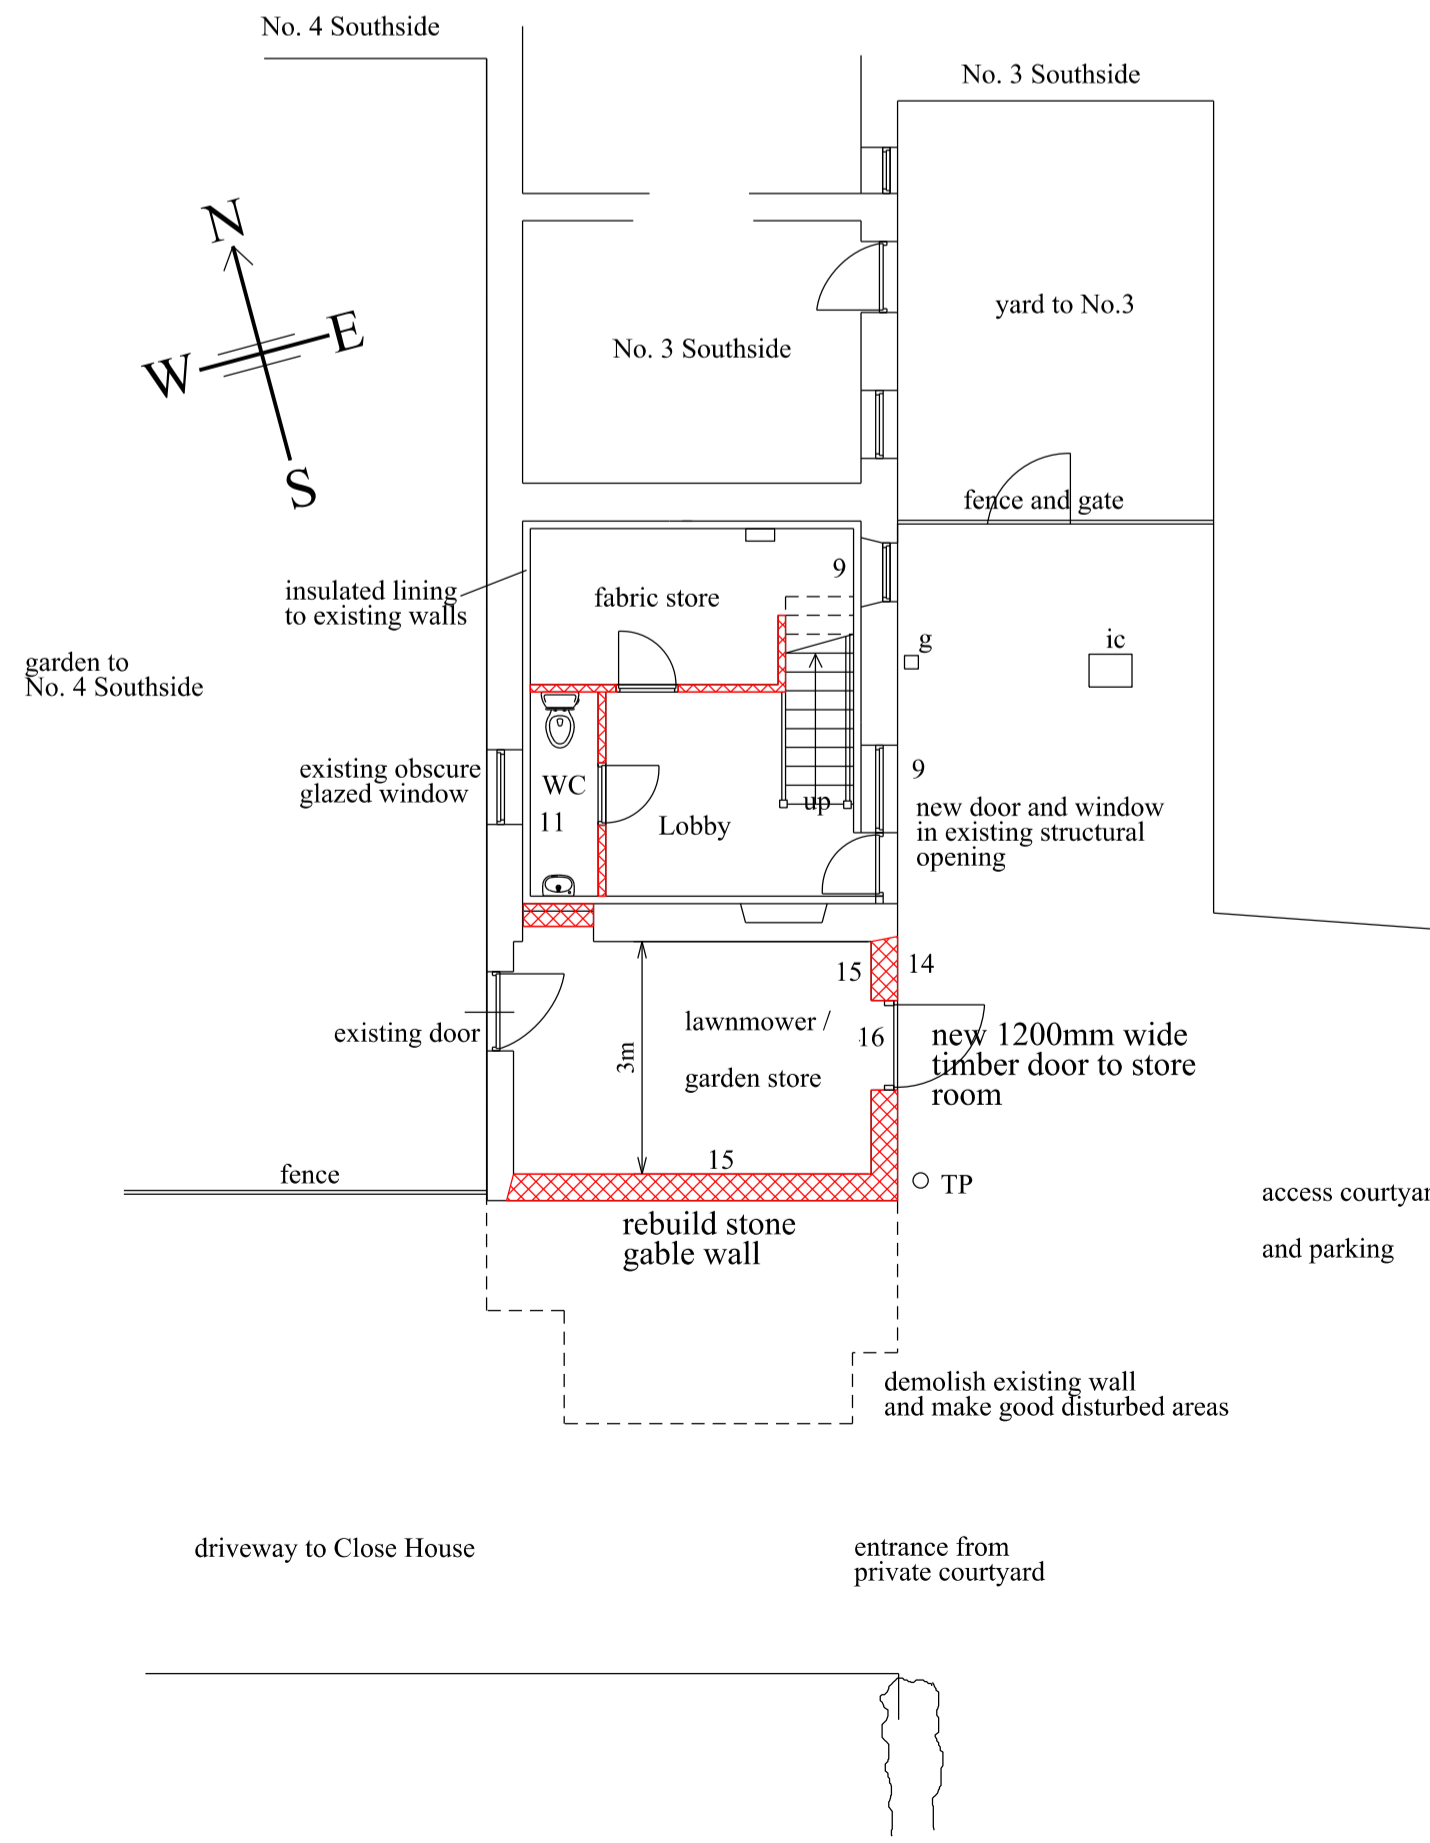 No. 4 Southside
No. 3 Southside
N
E
W
S
yard to No.3
No. 3 Southside
fence and gate
9
insulated lining
to existing walls
fabric store
g
ic
garden to
No. 4 Southside
existing obscure
glazed window
WC
11
Lobby
up
9
new door and window
in existing structural
opening
15
14
existing door
lawnmower /
garden store
3m
16
new 1200mm wide
timber door to store
room
15
fence
TP
rebuild stone
gable wall
access courtyar
and parking
demolish existing wall
and make good disturbed areas
driveway to Close House
entrance from
private courtyard